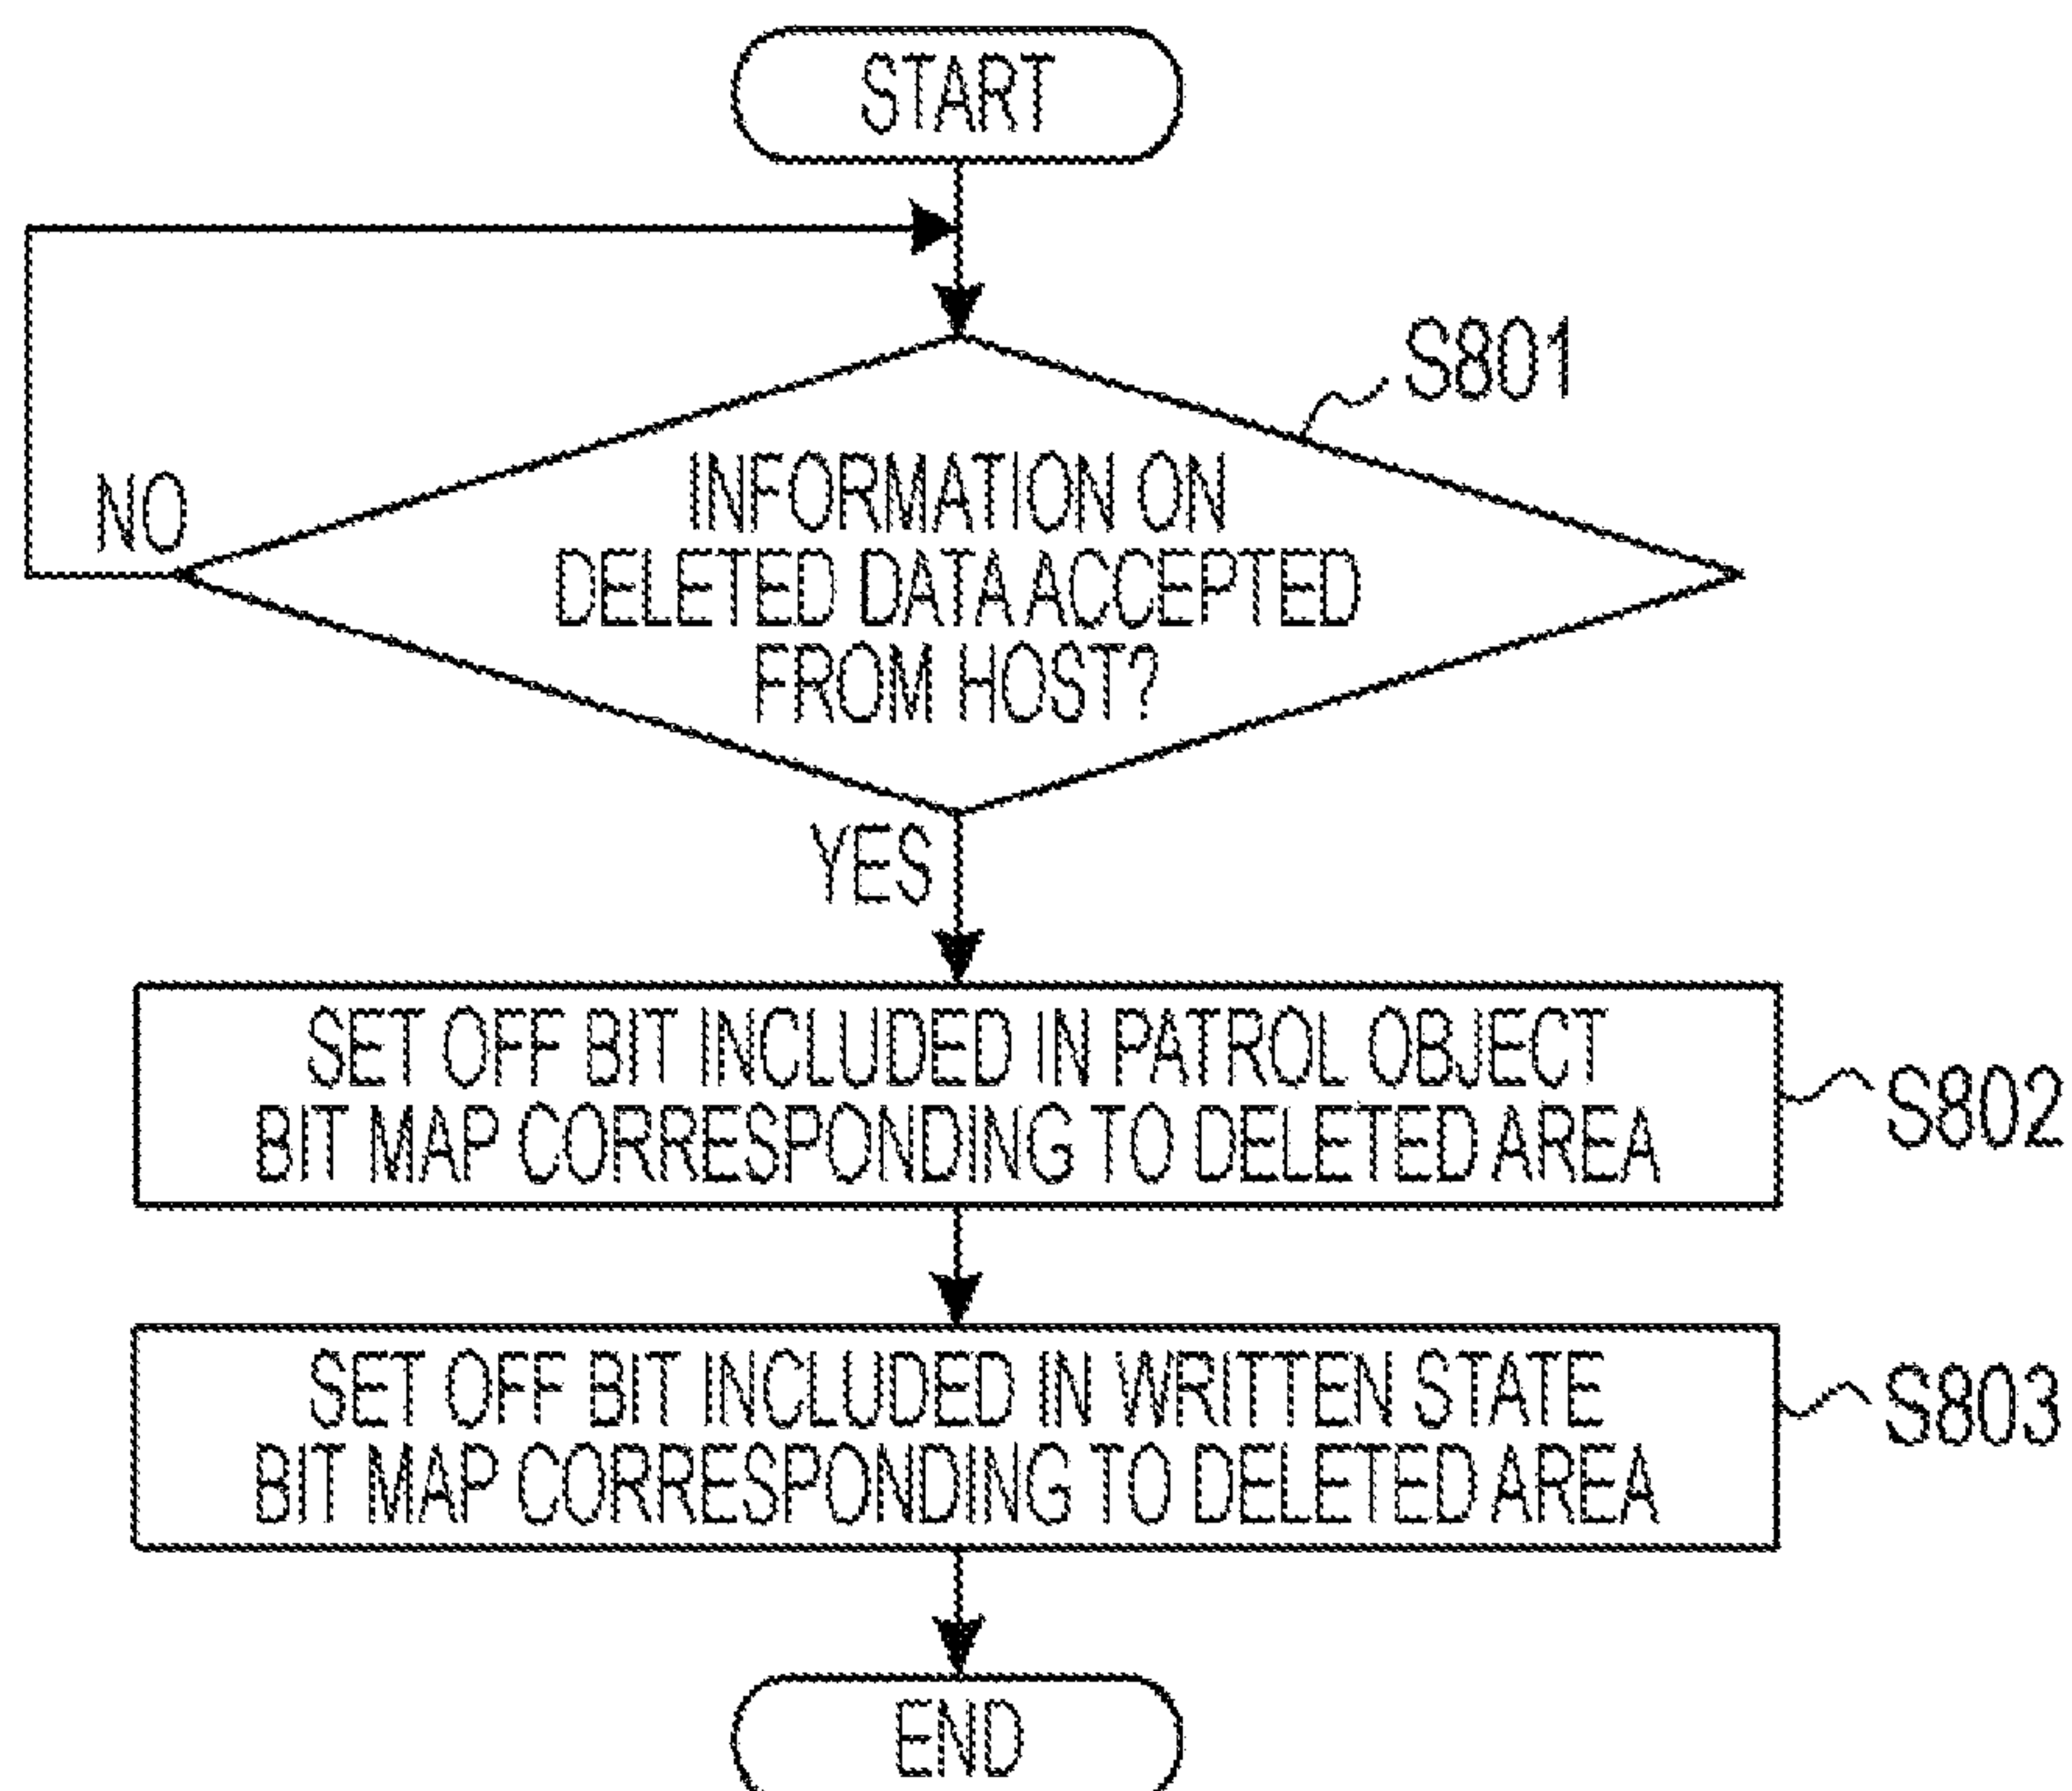 START
S801
NO
INFORMATION ON
DELETED DATA ACCEPTED
FROM HOST?
YES
SET OFF BIT INCLUDED IN PATROL OBJECT
BIT MAP CORRESPONDING TO DELETED AREA
S802
SET OFF BIT INCLUDED IN WRITTEN STATE
BIT MAP CORRESPONDING TO DELETED AREA
S803
END